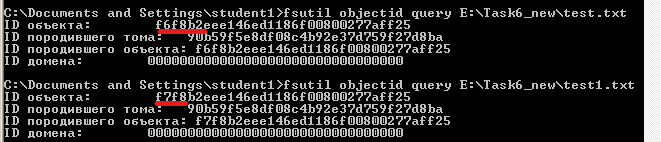 C:\Documents and Settings\student1>fsutil objectid query E:\Task6_new\test.txt
ID объекта: f6f8b2eee146ed1186f00800277aff25
ID породившего тома: 90b59f5e8df08c4b92e37d759f27d8ba
ID породившего объекта: f6f8b2eee146ed1186f00800277aff25
ID домена: 00000000000000000000000000000000
C:\Documents and Settings\student1>fsutil objectid query E:\Task6_new\test1.txt
ID объекта: f7f8b2eee146ed1186f00800277aff25
ID породившего тома: 90b59f5e8df08c4b92e37d759f27d8ba
ID породившего объекта: f7f8b2eee146ed1186f00800277aff25
ID домена: 00000000000000000000000000000000